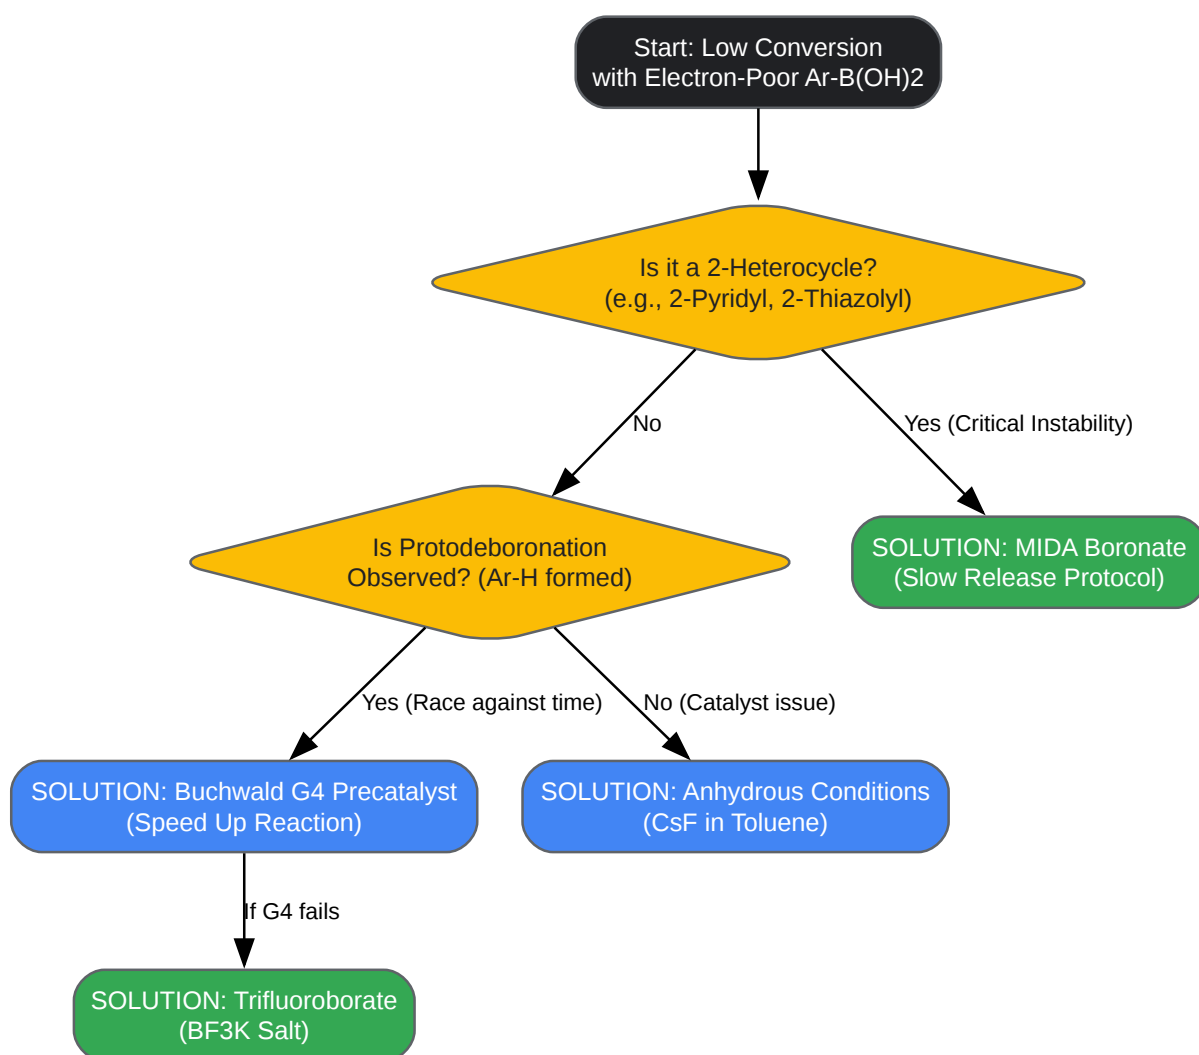 Start: Low Conversion
with Electron-Poor Ar-B(OH)2
Is it a 2-Heterocycle?
(e.g., 2-Pyridyl, 2-Thiazolyl)
No
Yes (Critical Instability)
Is Protodeboronation
Observed? (Ar-H formed)
SOLUTION: MIDA Boronate
(Slow Release Protocol)
Yes (Race against time)
No (Catalyst issue)
SOLUTION: Buchwald G4 Precatalyst
(Speed Up Reaction)
SOLUTION: Anhydrous Conditions
(CsF in Toluene)
If G4 fails
SOLUTION: Trifluoroborate
(BF3K Salt)